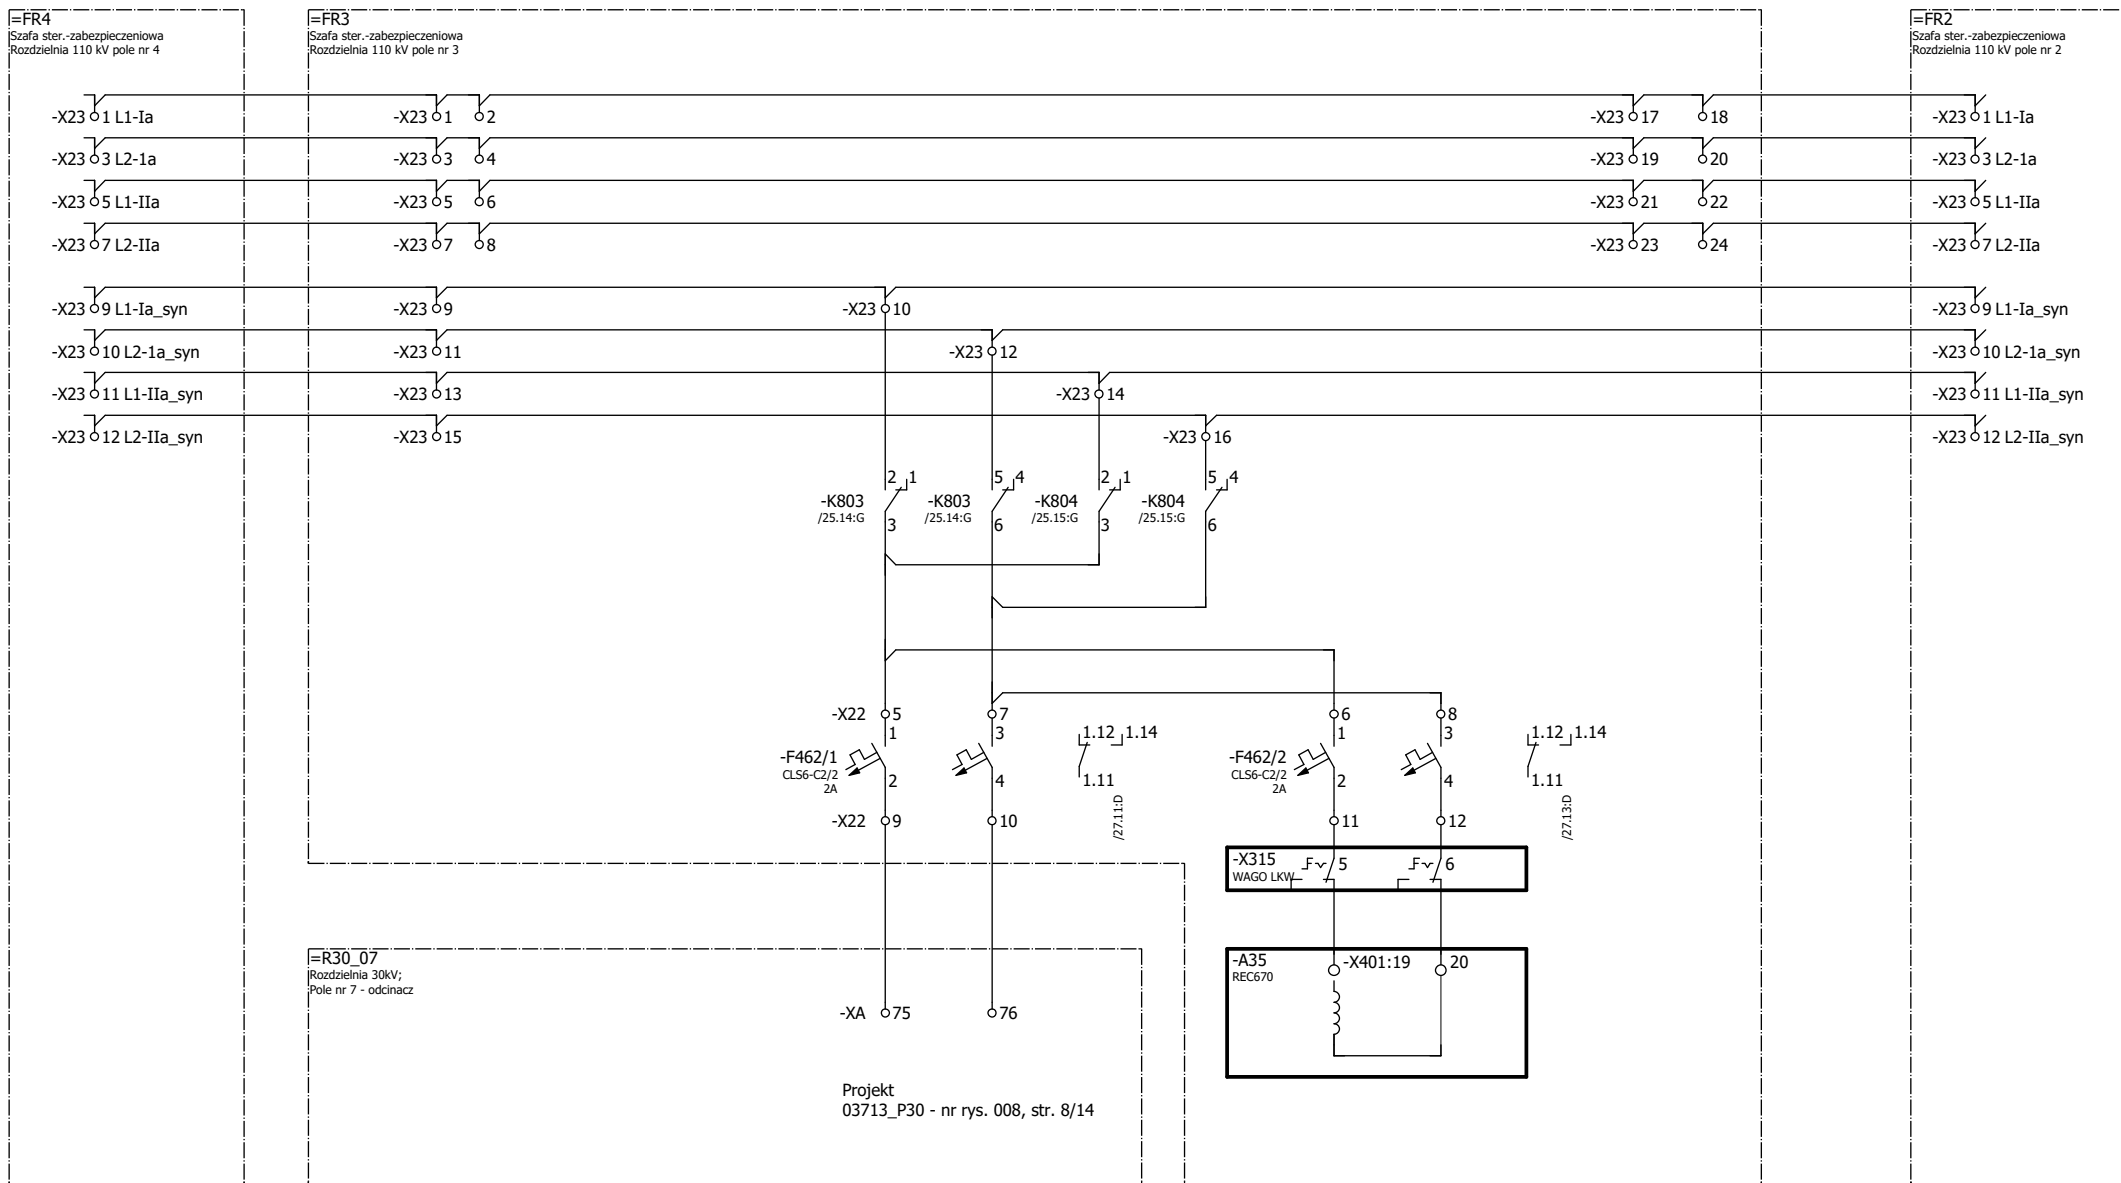 =FR4
Szafa ster.-zabezpieczeniowa
Rozdzielnia 110 kV pole nr 4
=FR3
Szafa ster.-zabezpieczeniowa
Rozdzielnia 110 kV pole nr 3
=FR2
Szafa ster.-zabezpieczeniowa
Rozdzielnia 110 kV pole nr 2
-X23 1 L1-Ia -X23 1 2 -X23 17 18 -X23 1 L1-Ia
-X23 3 L2-1a -X23 3 4 -X23 19 20 -X23 3 L2-1a
-X23 5 L1-IIa -X23 5 6 -X23 21 22 -X23 5 L1-IIa
-X23 7 L2-IIa -X23 7 8 -X23 23 24 -X23 7 L2-IIa
-X23 9 L1-Ia_syn -X23 9 -X23 10 -X23 9 L1-Ia_syn
-X23 10 L2-1a_syn -X23 11 -X23 12 -X23 10 L2-1a_syn
-X23 11 L1-IIa_syn -X23 13 -X23 14 -X23 11 L1-IIa_syn
-X23 12 L2-IIa_syn -X23 15 -X23 16 -X23 12 L2-IIa_syn
2 1 5 4 2 1 5 4
-K803 -K803 -K804 -K804
/25.14:G /25.14:G /25.15:G /25.15:G
3 6 3 6
-X22 5 7 6 8
1 3 1.12 1.14 1 3 1.12 1.14
-F462/1 -F462/2
CLS6-C2/2 CLS6-C2/2
2A 2A
2 4 1.11 2 4 1.11
/27.11:D /27.13:D
-X22 9 10 11 12
-X315 5 6
WAGO LKW
=R30_07
Rozdzielnia 30kV;
Pole nr 7 - odcinacz
-A35 -X401:19 20
REC670
-XA 75 76
Projekt
03713_P30 - nr rys. 008, str. 8/14